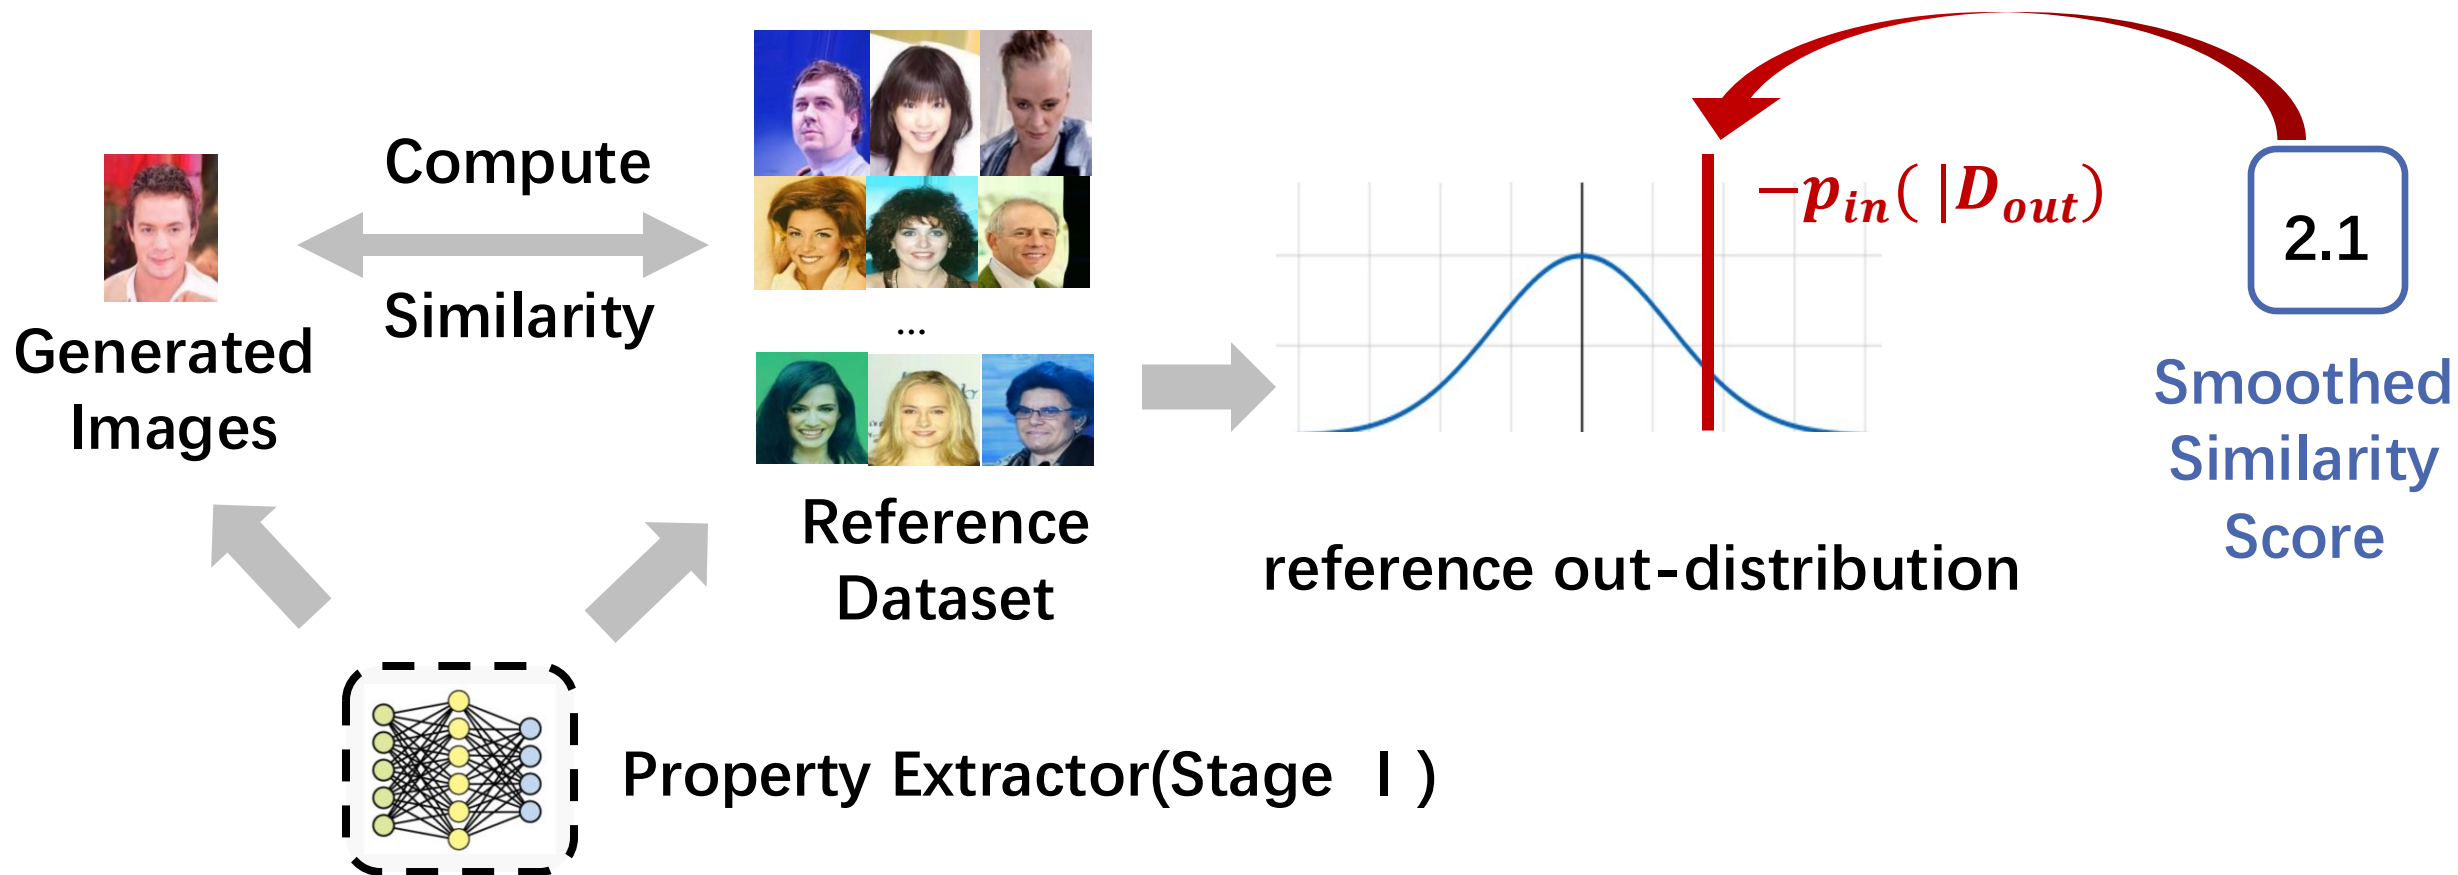 Compute
Similarity
Generated
Images
...
Reference
Dataset
−p_in( |D_out)
2.1
Smoothed
Similarity
Score
reference out-distribution
Property Extractor(Stage Ⅰ)